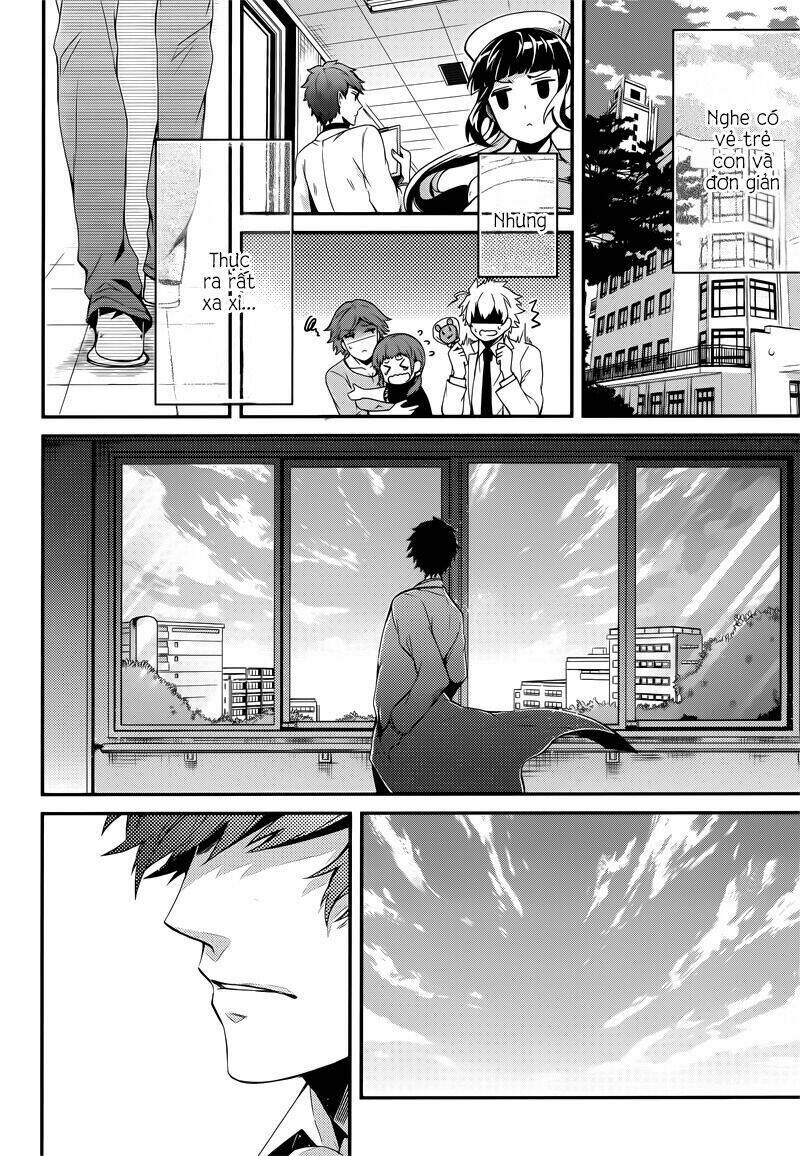 Nghe có
vẻ trẻ
con và
đơn giản
Nhưng
Thực
ra rất
xa xỉ...